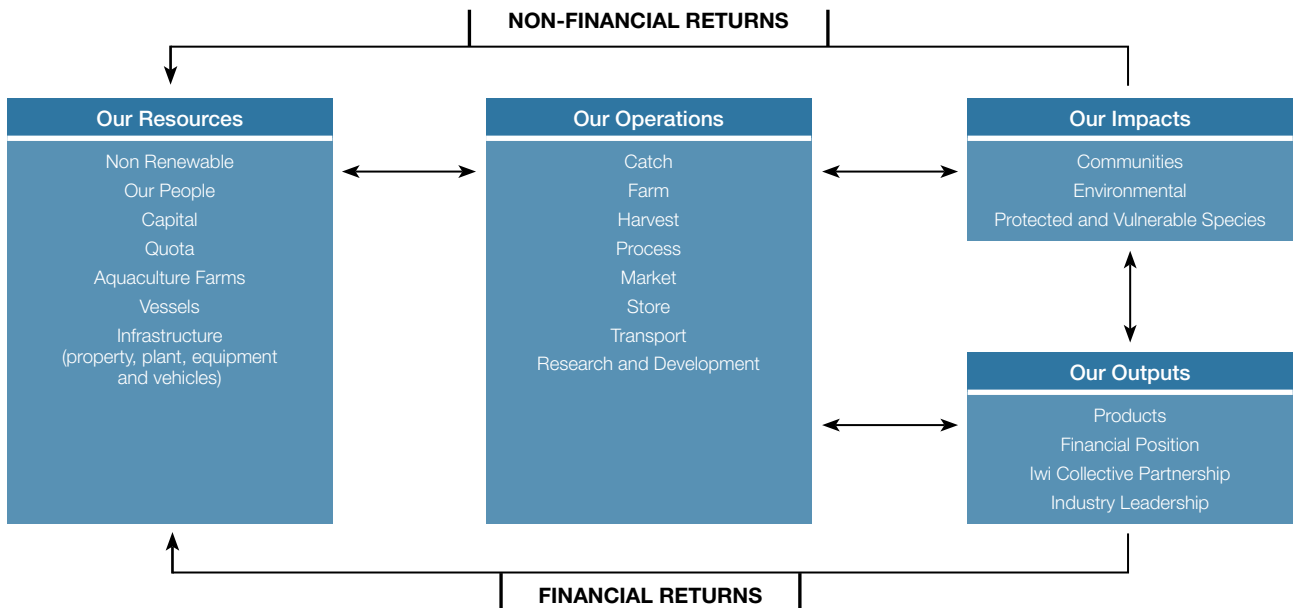 NON-FINANCIAL RETURNS
Our Resources
Non Renewable
Our People
Capital
Quota
Aquaculture Farms
Vessels
Infrastructure
(property, plant, equipment
and vehicles)
Our Operations
Catch
Farm
Harvest
Process
Market
Store
Transport
Research and Development
Our Impacts
Communities
Environmental
Protected and Vulnerable Species
Our Outputs
Products
Financial Position
Iwi Collective Partnership
Industry Leadership
FINANCIAL RETURNS